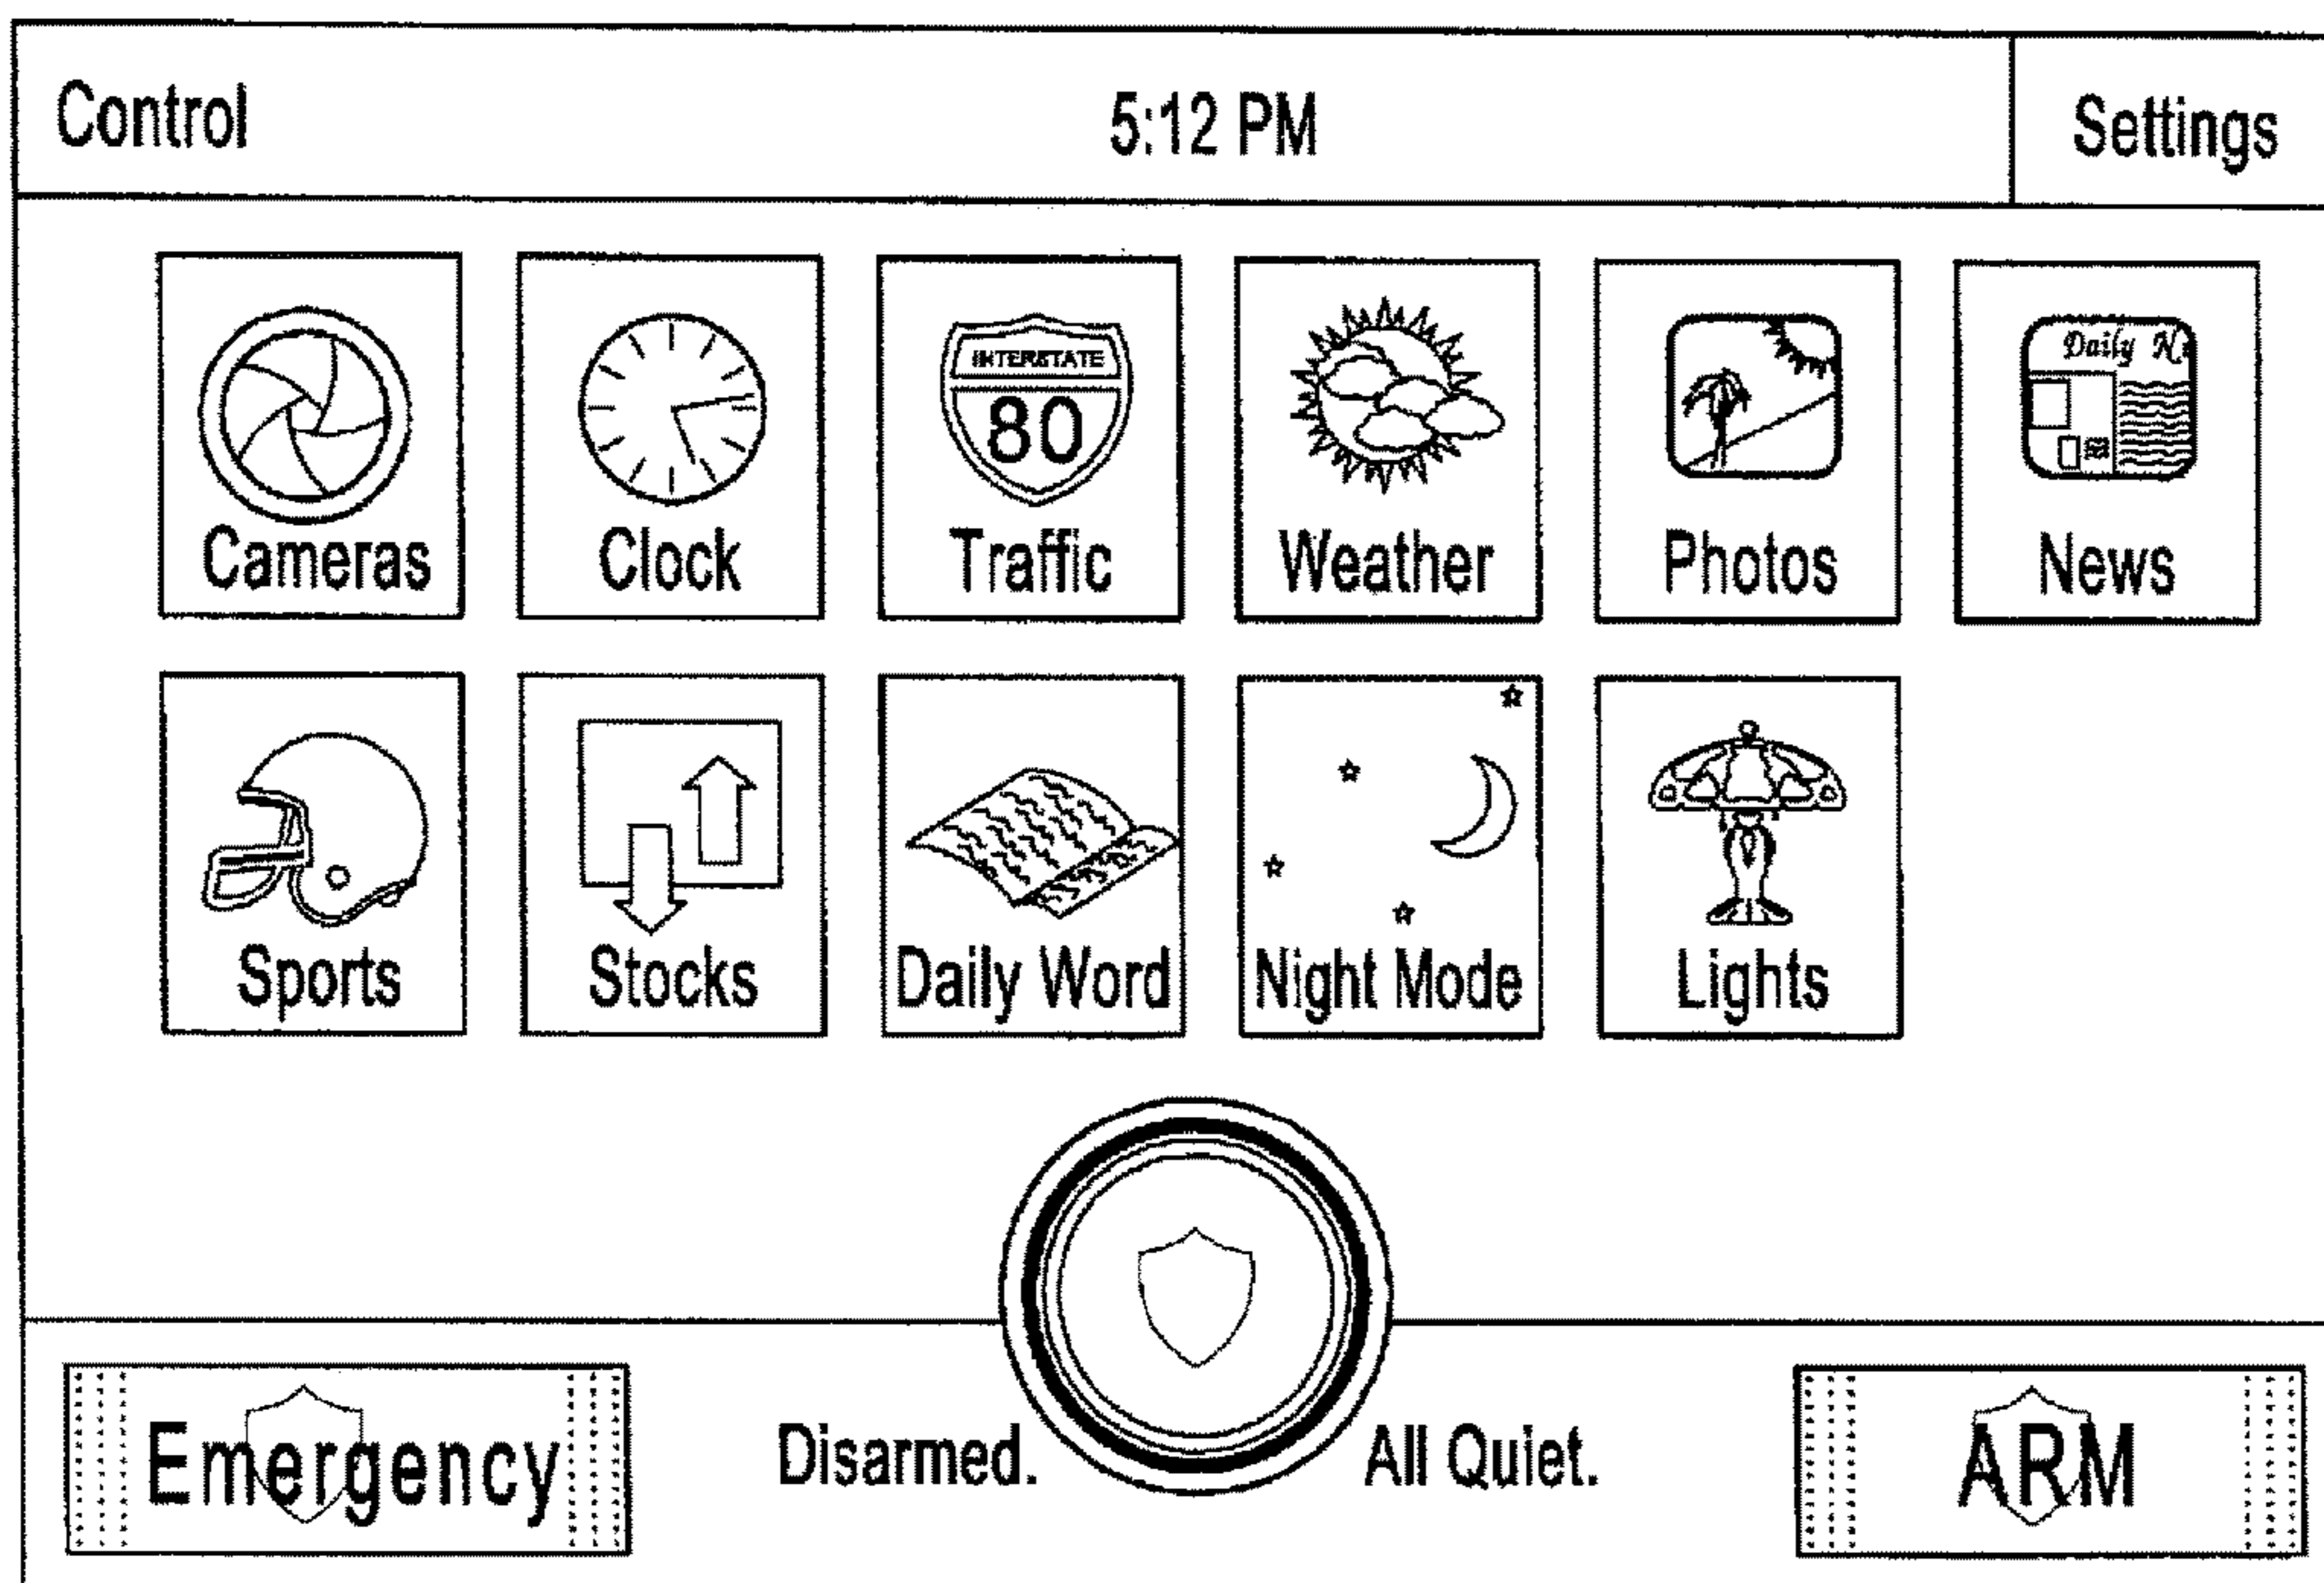 Control 5:12 PM Settings
INTERSTATE
80
Daily N
Cameras Clock Traffic Weather Photos News
Sports Stocks Daily Word Night Mode Lights
Emergency Disarmed. All Quiet. ARM